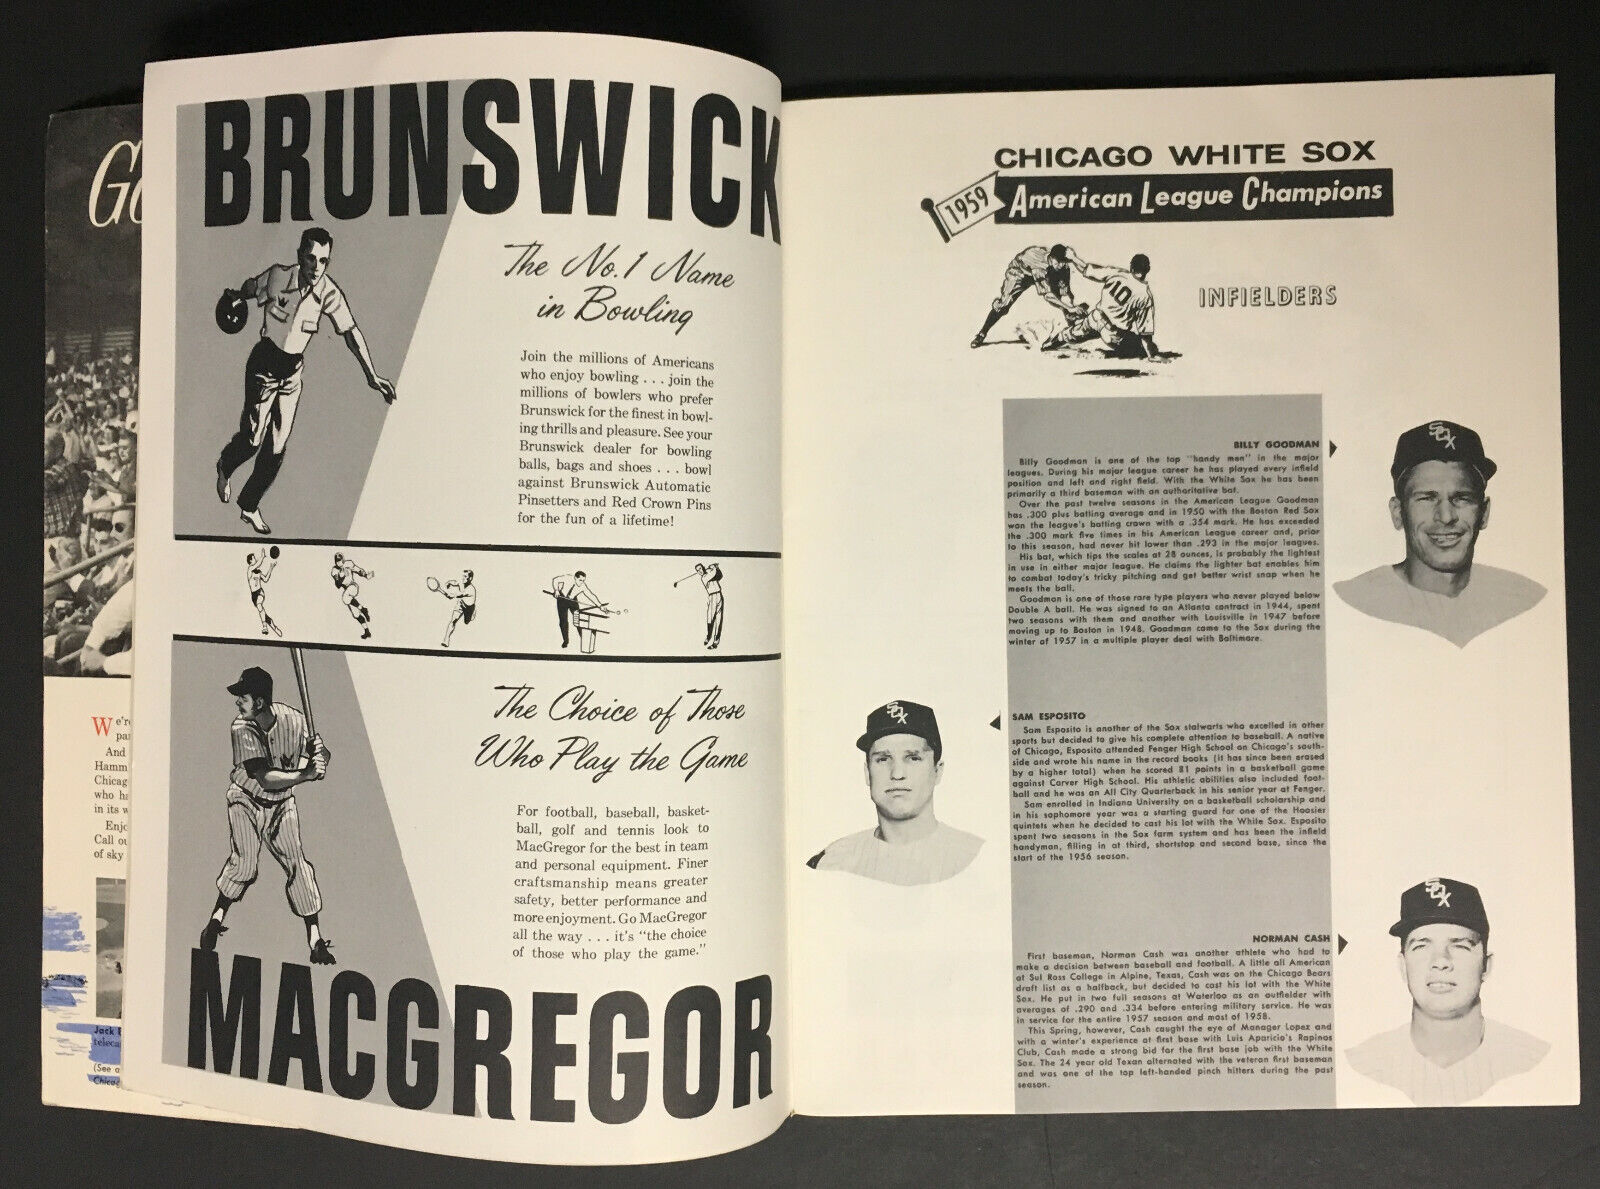 Go
We're
pa
And
Hamm
Chicag
who h
in its w
Enjo
Call ou
of sky
Jack B
teleca
(See a
Chicag
BRUNSWICK
The No. 1 Name
in Bowling
Join the millions of Americans
who enjoy bowling . . . join the
millions of bowlers who prefer
Brunswick for the finest in bowl-
ing thrills and pleasure. See your
Brunswick dealer for bowling
balls, bags and shoes . . . bowl
against Brunswick Automatic
Pinsetters and Red Crown Pins
for the fun of a lifetime!
The Choice of Those
Who Play the Game
For football, baseball, basket-
ball, golf and tennis look to
MacGregor for the best in team
and personal equipment. Finer
craftsmanship means greater
safety, better performance and
more enjoyment. Go MacGregor
all the way . . . it's "the choice
of those who play the game."
MACGREGOR
CHICAGO WHITE SOX
1959
American League Champions
10
INFIELDERS
BILLY GOODMAN
Billy Goodman is one of the top "handy men" in the major
leagues. During his major league career he has played every infield
position and left and right field. With the White Sox he has been
primarily a third baseman with an authoritative bat.
Over the past twelve seasons in the American League Goodman
has .300 plus batting average and in 1950 with the Boston Red Sox
won the league's batting crown with a .354 mark. He has exceeded
the .300 mark five times in his American League career and, prior
to this season, had never hit lower than .293 in the major leagues.
His bat, which tips the scales at 28 ounces, is probably the lightest
in use in either major league. He claims the lighter bat enables him
to combat today's tricky pitching and get better wrist snap when he
meets the ball.
Goodman is one of those rare type players who never played below
Double A ball. He was signed to an Atlanta contract in 1944, spent
two seasons with them and another with Louisville in 1947 before
moving up to Boston in 1948. Goodman came to the Sox during the
winter of 1957 in a multiple player deal with Baltimore.
SOX
SAM ESPOSITO
Sam Esposito is another of the Sox stalwarts who excelled in other
sports but decided to give his complete attention to baseball. A native
of Chicago, Esposito attended Fenger High School on Chicago's south-
side and wrote his name in the record books (it has since been erased
by a higher total) when he scored 81 points in a basketball game
against Carver High School. His athletic abilities also included foot-
ball and he was an All City Quarterback in his senior year at Fenger.
Sam enrolled in Indiana University on a basketball scholarship and
in his sophomore year was a starting guard for one of the Hoosier
quintets when he decided to cast his lot with the White Sox. Esposito
spent two seasons in the Sox farm system and has been the infield
handyman, filling in at third, shortstop and second base, since the
start of the 1956 season.
SOX
NORMAN CASH
First baseman, Norman Cash was another athlete who had to
make a decision between baseball and football. A little all American
at Sul Ross College in Alpine, Texas, Cash was on the Chicago Bears
draft list as a halfback, but decided to cast his lot with the White
Sox. He put in two full seasons at Waterloo as an outfielder with
averages of .290 and .334 before entering military service. He was
in service for the entire 1957 season and most of 1958.
This Spring, however, Cash caught the eye of Manager Lopez and
with a winter's experience at first base with Luis Aparicio's Rapinos
Club, Cash made a strong bid for the first base job with the White
Sox. The 24 year old Texan alternated with the veteran first baseman
and was one of the top left-handed pinch hitters during the past
season.
SOX